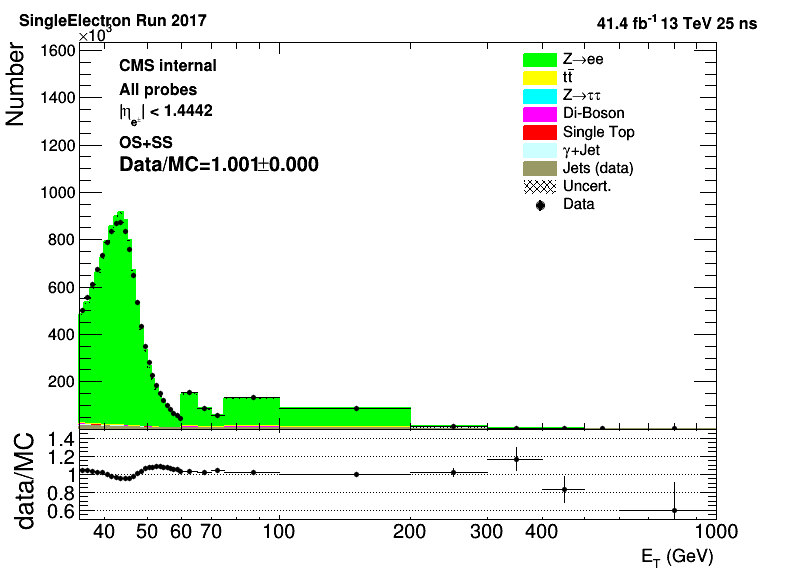 SingleElectron Run 2017
41.4 fb⁻¹ 13 TeV 25 ns
×10³
Number
1600
1400
1200
1000
800
600
400
200
CMS internal
All probes
|η_e±| < 1.4442
OS+SS
Data/MC=1.001±0.000
Z→ee
tt̄
Z→ττ
Di-Boson
Single Top
γ+Jet
Jets (data)
Uncert.
Data
data/MC
1.4
1.2
1
0.8
0.6
40 50 60 70 100 200 300 400 1000
E_T (GeV)